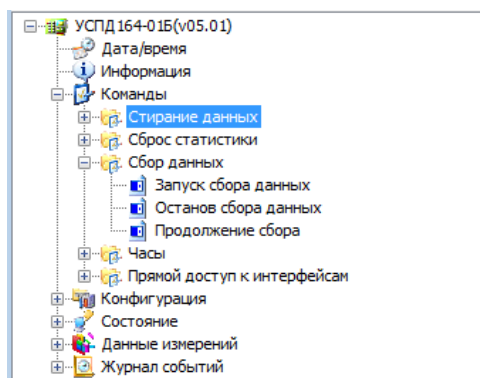 УСПД 164-01Б(v05.01)
Дата/время
Информация
Команды
Стирание данных
Сброс статистики
Сбор данных
Запуск сбора данных
Останов сбора данных
Продолжение сбора
Часы
Прямой доступ к интерфейсам
Конфигурация
Состояние
Данные измерений
Журнал событий